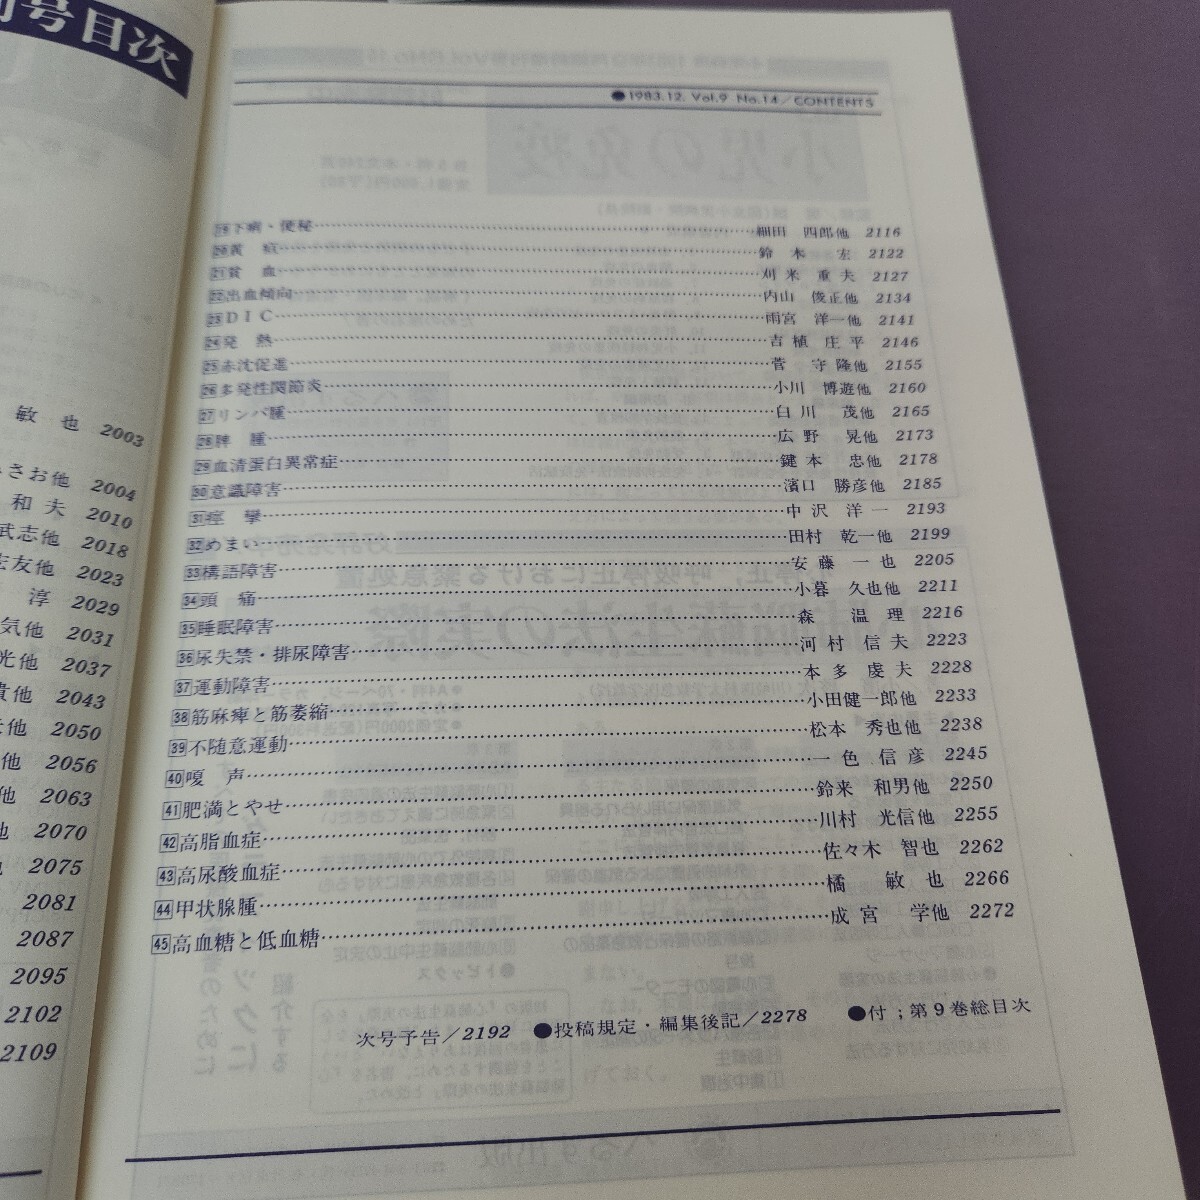 刊号目次
敏 也 2003
さお他 2004
和 夫 2010
武志他 2018
宏友他 2023
淳 2029
気他 2031
光他 2037
貴他 2043
他 2050
他 2056
他 2063
他 2070
2075
2081
2087
2095
2102
2109
●1983.12. Vol.9 No.14/CONTENTS
19下痢・便秘 細田 四郎他 2116
20黄 疸 鈴 木 宏 2122
21貧 血 刈 米 重 夫 2127
22出血傾向 内山 俊正他 2134
23DIC 雨宮 洋一他 2141
24発 熱 吉 植 庄 平 2146
25赤沈促進 菅 守 隆他 2155
26多発性関節炎 小川 博遊他 2160
27リンパ腫 白 川 茂他 2165
28脾 腫 広 野 晃他 2173
29血清蛋白異常症 鍵 本 忠他 2178
30意識障害 濱口 勝彦他 2185
31痙 攣 中 沢 洋 一 2193
32めまい 田村 乾一他 2199
33構語障害 安 藤 一 也 2205
34頭 痛 小暮 久也他 2211
35睡眠障害 森 温 理 2216
36尿失禁・排尿障害 河 村 信 夫 2223
37運動障害 本 多 虔 夫 2228
38筋麻痺と筋萎縮 小田健一郎他 2233
39不随意運動 松本 秀也他 2238
40嗄 声 一 色 信 彦 2245
41肥満とやせ 鈴来 和男他 2250
42高脂血症 川村 光信他 2255
43高尿酸血症 佐々木 智也 2262
44甲状腺腫 橘 敏 也 2266
45高血糖と低血糖 成 宮 学他 2272
次号予告/2192 ●投稿規定・編集後記/2278 ●付；第9巻総目次